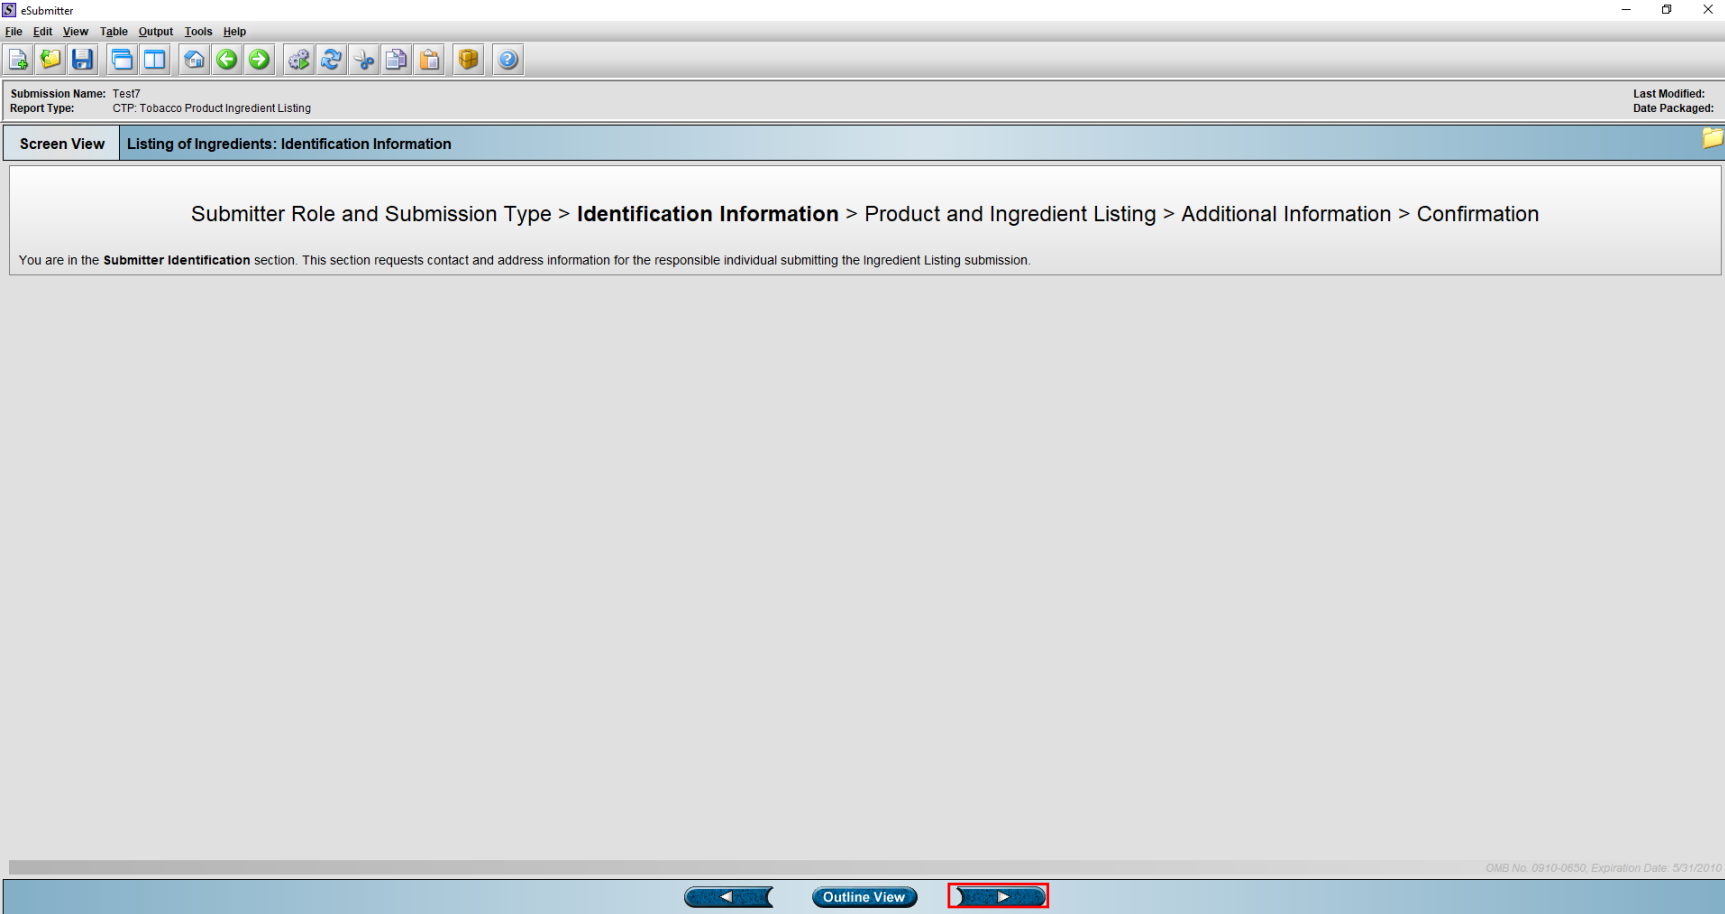 eSubmitter
File Edit View Table Output Tools Help
Submission Name: Test7
Last Modified:
Report Type: CTP: Tobacco Product Ingredient Listing
Date Packaged:
Screen View Listing of Ingredients: Identification Information
Submitter Role and Submission Type > Identification Information > Product and Ingredient Listing > Additional Information > Confirmation
You are in the Submitter Identification section. This section requests contact and address information for the responsible individual submitting the Ingredient Listing submission.
OMB No. 0910-0650, Expiration Date: 5/31/2010
Outline View